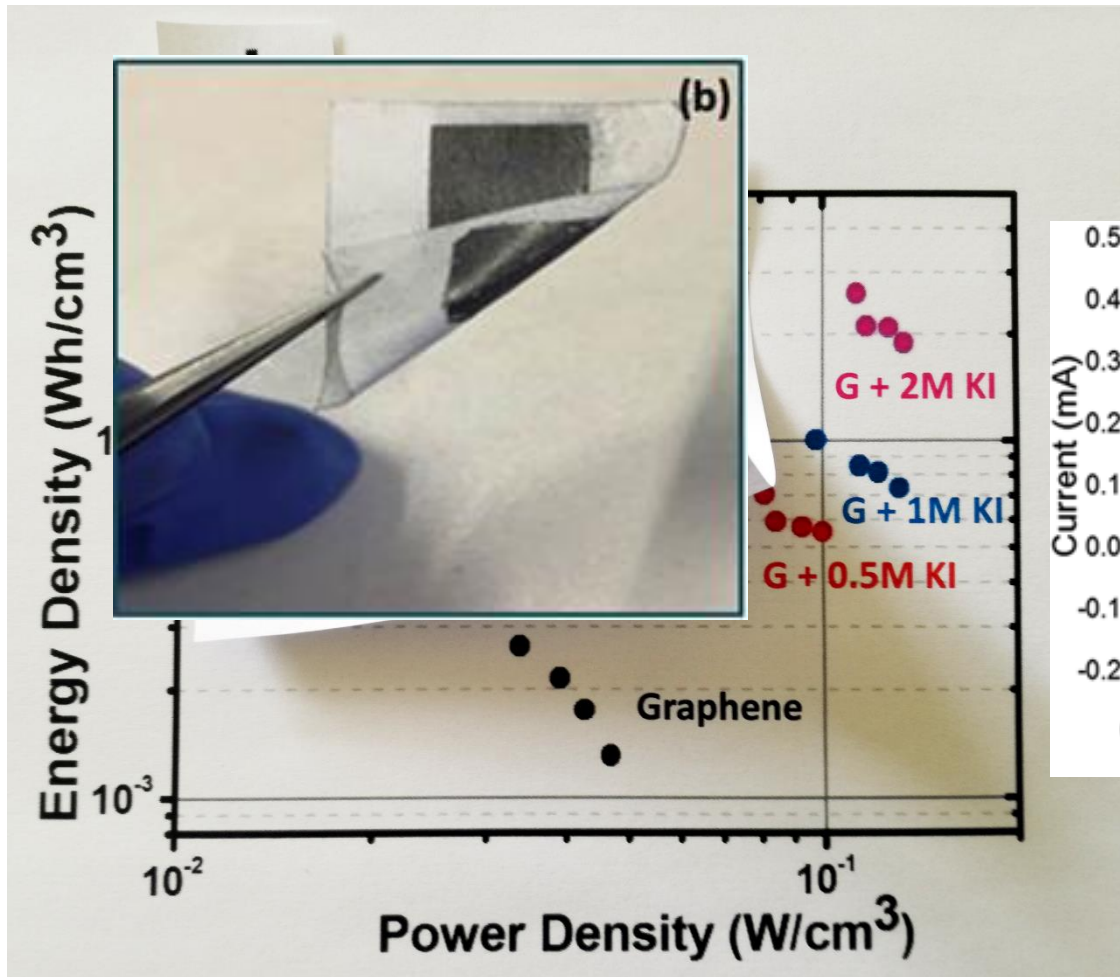 (b)
Energy Density (Wh/cm³)
10⁻³
10⁻²
10⁻¹
Power Density (W/cm³)
G + 2M KI
G + 1M KI
G + 0.5M KI
Graphene
Current (mA)
0.5
0.4
0.3
0.2
0.1
0.0
-0.1
-0.2